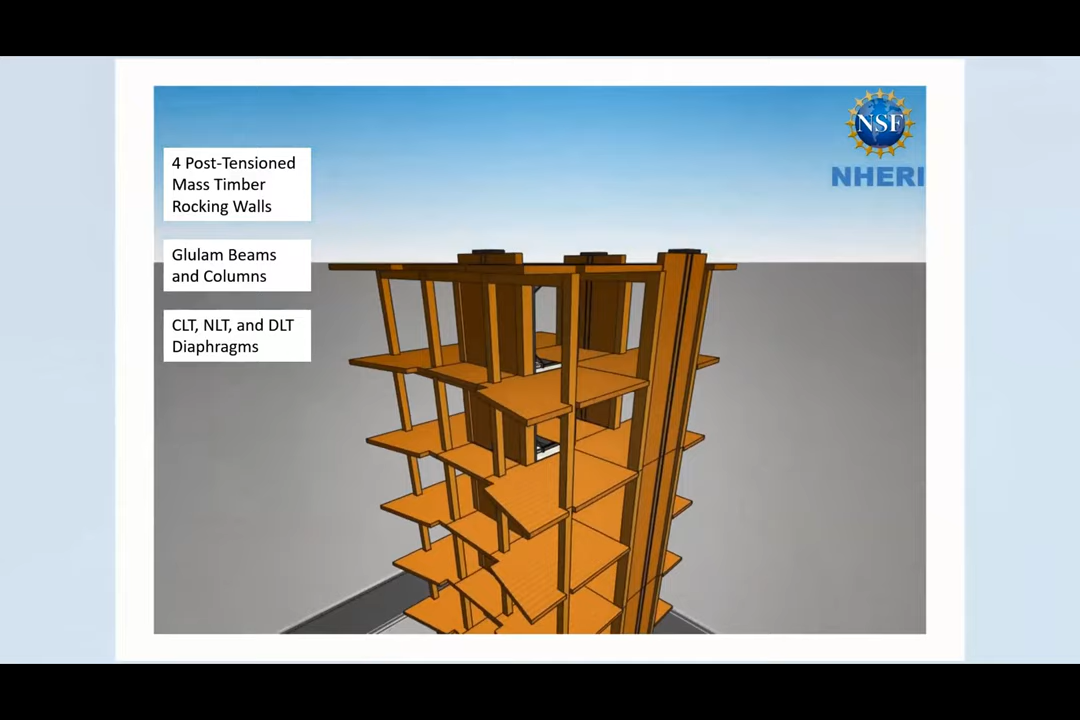 4 Post-Tensioned
Mass Timber
Rocking Walls
Glulam Beams
and Columns
CLT, NLT, and DLT
Diaphragms
NSF
NHERI